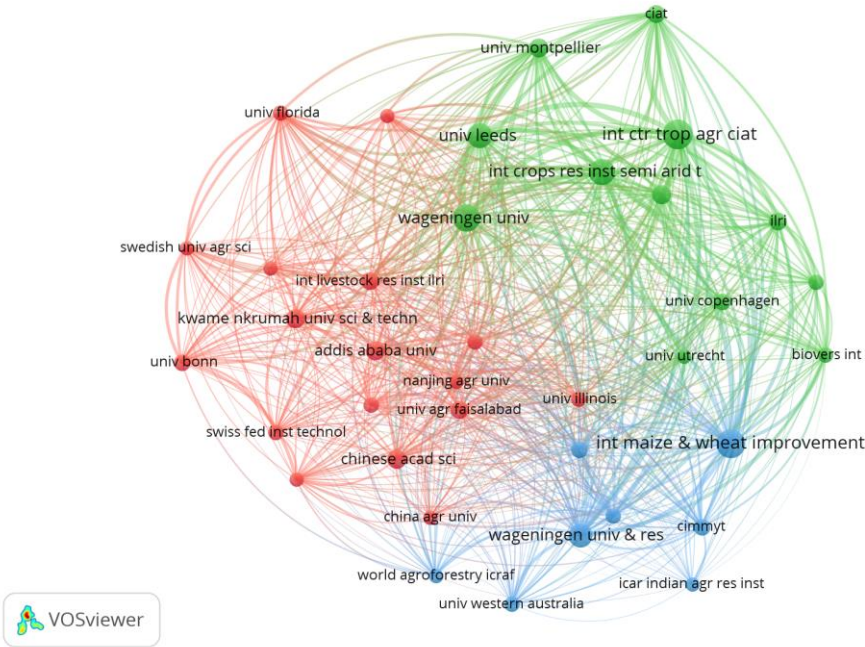 ciat
univ montpellier
univ florida
univ leeds
int ctr trop agr ciat
int crops res inst semi arid t
wageningen univ
ilri
swedish univ agr sci
int livestock res inst ilri
univ copenhagen
kwame nkrumah univ sci & techn
addis ababa univ
univ utrecht
biovers int
univ bonn
nanjing agr univ
univ illinois
univ agr faisalabad
swiss fed inst technol
int maize & wheat improvement
chinese acad sci
china agr univ
cimmyt
wageningen univ & res
world agroforestry icraf
icar indian agr res inst
univ western australia
VOSviewer